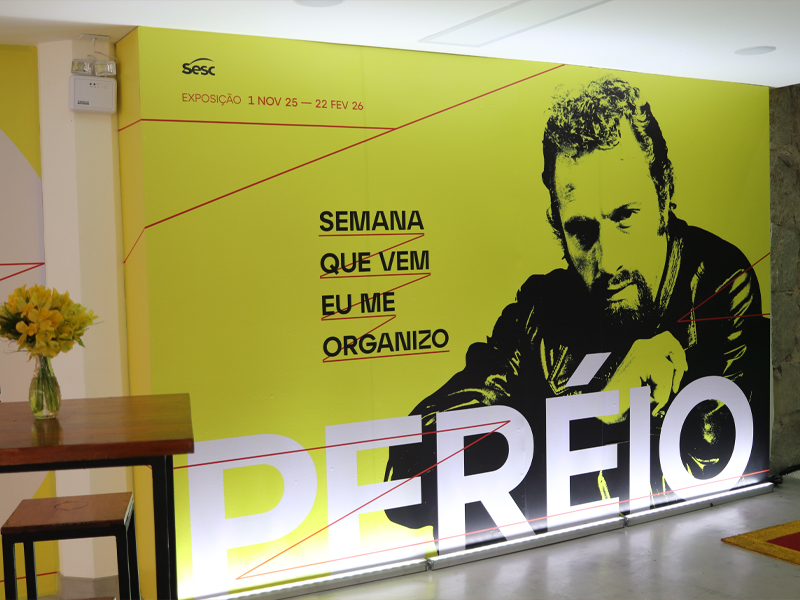 Sesc
EXPOSIÇÃO 1 NOV 25 — 22 FEV 26
SEMANA
QUE VEM
EU ME
ORGANIZO
PERÉIO